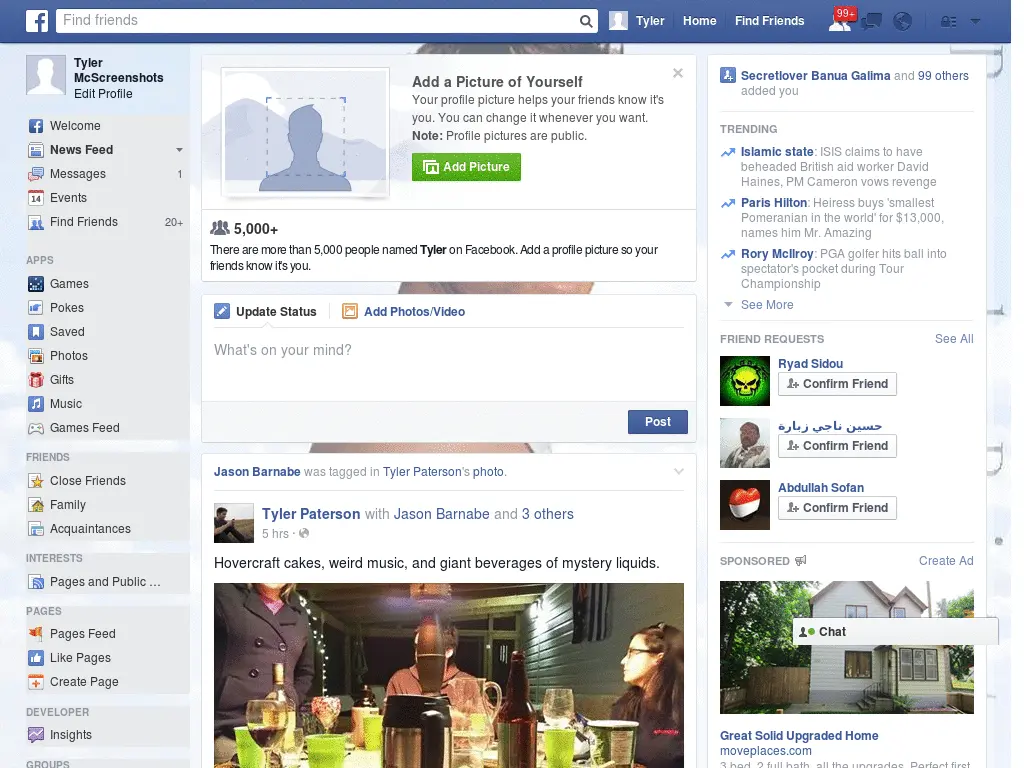 Find friends
Tyler
Home
Find Friends
99+
Tyler
McScreenshots
Edit Profile
Welcome
News Feed
Messages 1
14 Events
Find Friends 20+
APPS
Games
Pokes
Saved
Photos
Gifts
Music
Games Feed
FRIENDS
Close Friends
Family
Acquaintances
INTERESTS
Pages and Public ...
PAGES
Pages Feed
Like Pages
Create Page
DEVELOPER
Insights
GROUPS
Add a Picture of Yourself
Your profile picture helps your friends know it's
you. You can change it whenever you want.
Note: Profile pictures are public.
Add Picture
5,000+
There are more than 5,000 people named Tyler on Facebook. Add a profile picture so your
friends know it's you.
Update Status
Add Photos/Video
What's on your mind?
Post
Jason Barnabe was tagged in Tyler Paterson's photo.
Tyler Paterson with Jason Barnabe and 3 others
5 hrs ·
Hovercraft cakes, weird music, and giant beverages of mystery liquids.
Secretlover Banua Galima and 99 others
added you
TRENDING
Islamic state: ISIS claims to have
beheaded British aid worker David
Haines, PM Cameron vows revenge
Paris Hilton: Heiress buys 'smallest
Pomeranian in the world' for $13,000,
names him Mr. Amazing
Rory McIlroy: PGA golfer hits ball into
spectator's pocket during Tour
Championship
See More
FRIEND REQUESTS See All
Ryad Sidou
Confirm Friend
حسين ناجي زبارة
Confirm Friend
Abdullah Sofan
Confirm Friend
SPONSORED Create Ad
Chat
Great Solid Upgraded Home
moveplaces.com
3 bed, 2 full bath, all the upgrades. Perfect first